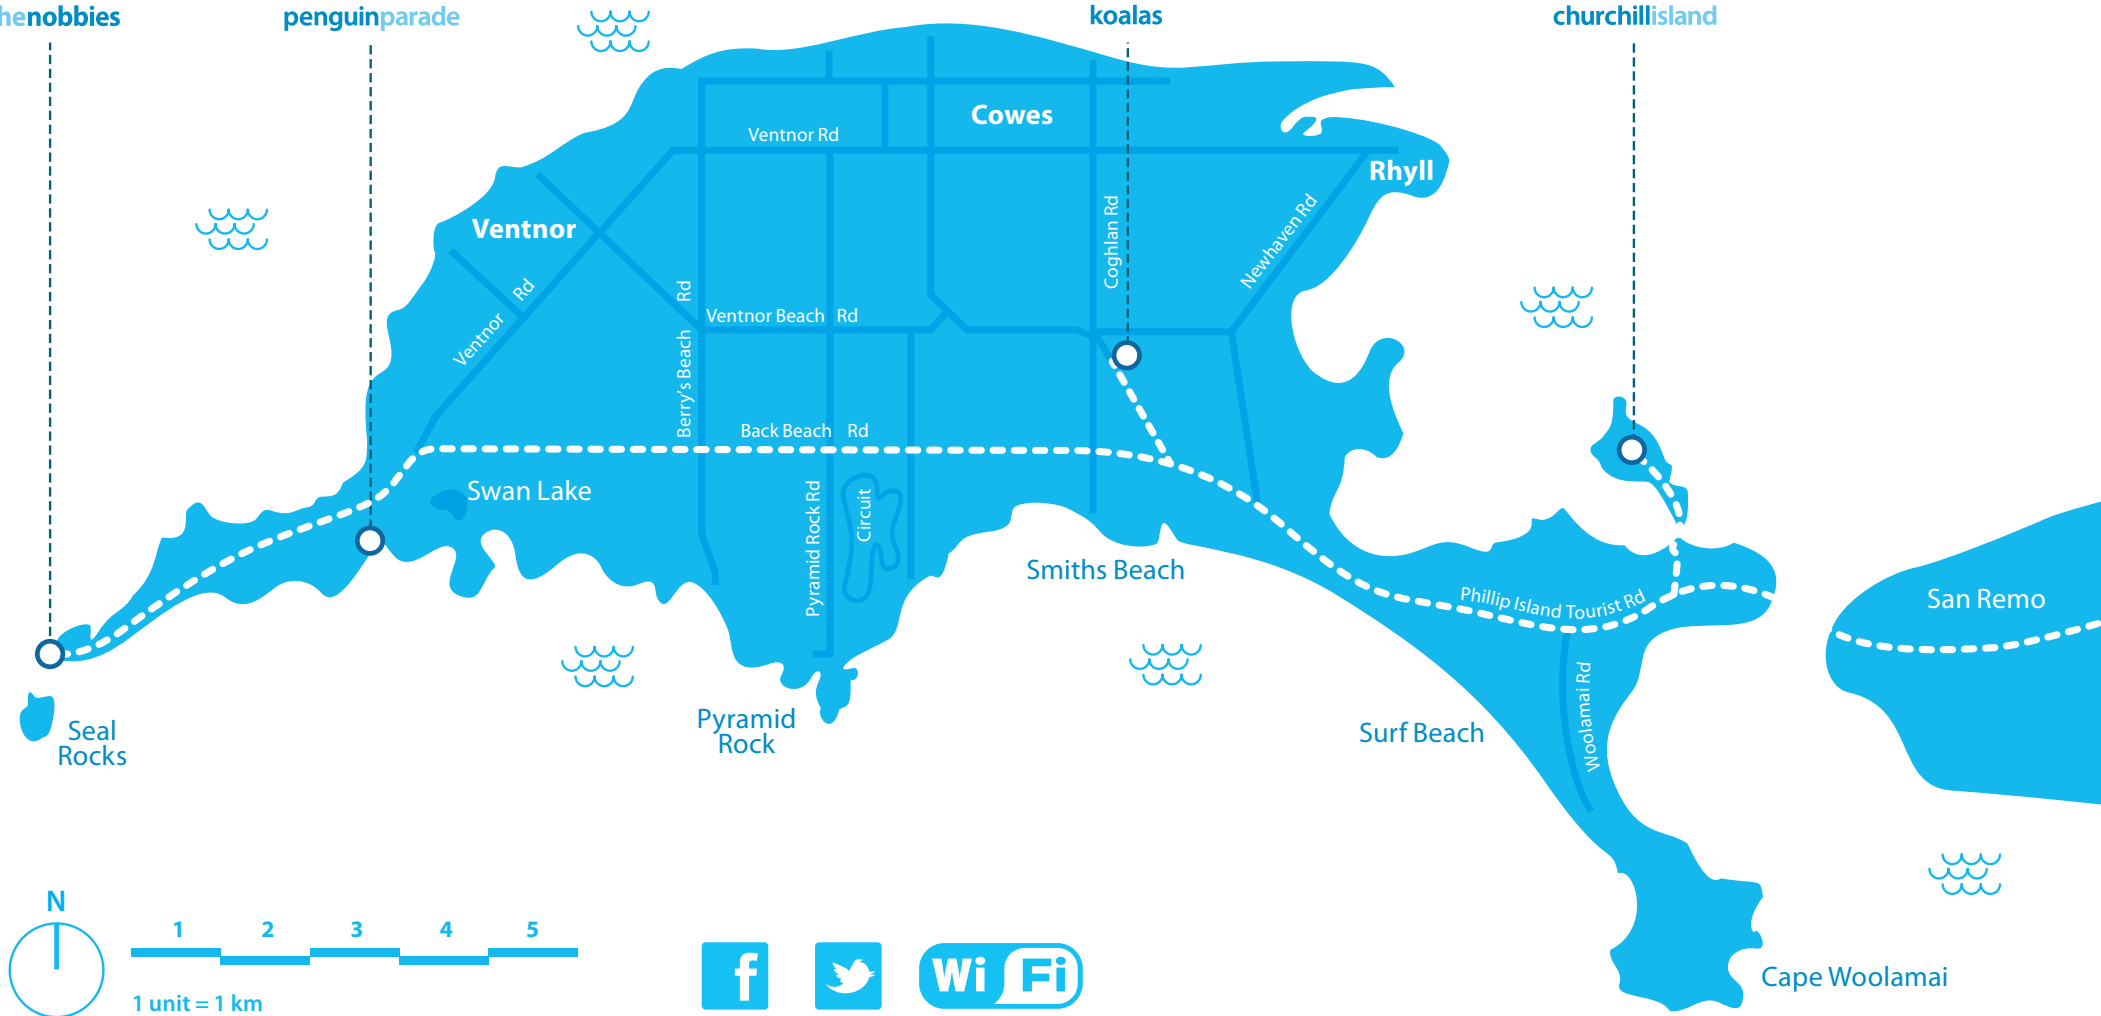 henobbies
penguinparade
koalas
churchillisland
Cowes
Ventnor Rd
Rhyll
Ventnor
Coghlan Rd
Newhaven Rd
Ventnor Rd
Berry's Beach Rd
Ventnor Beach Rd
Back Beach Rd
Swan Lake
Pyramid Rock Rd
Circuit
Smiths Beach
Phillip Island Tourist Rd
San Remo
Woolamai Rd
Seal
Rocks
Pyramid
Rock
Surf Beach
Cape Woolamai
N
1 2 3 4 5
1 unit = 1 km
f
Wi Fi